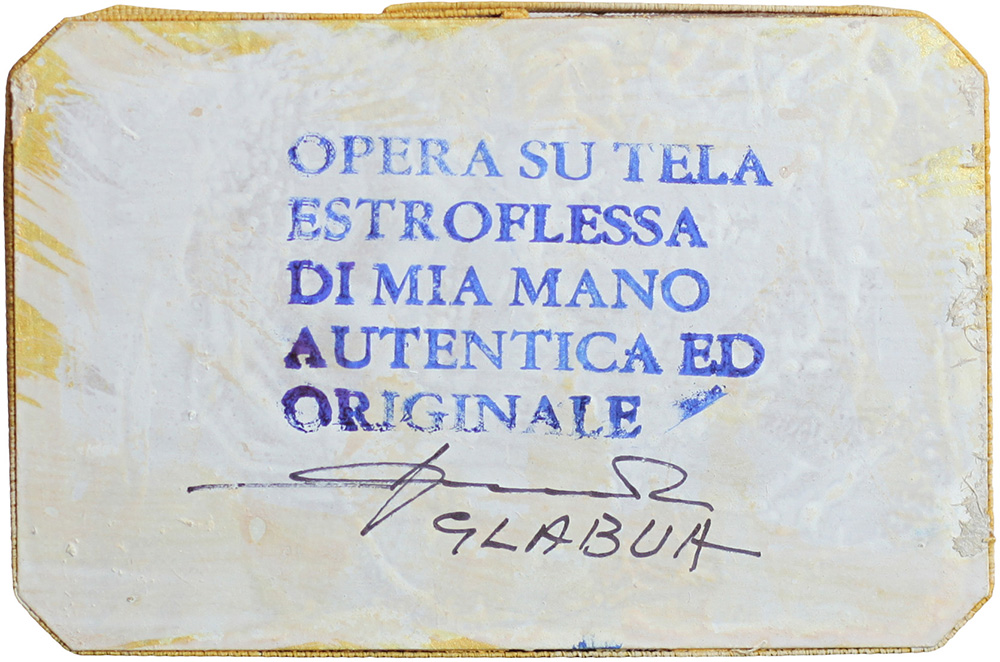 OPERA SU TELA
ESTROFLESSA
DI MIA MANO
AUTENTICA ED
ORIGINALE
GLABUA